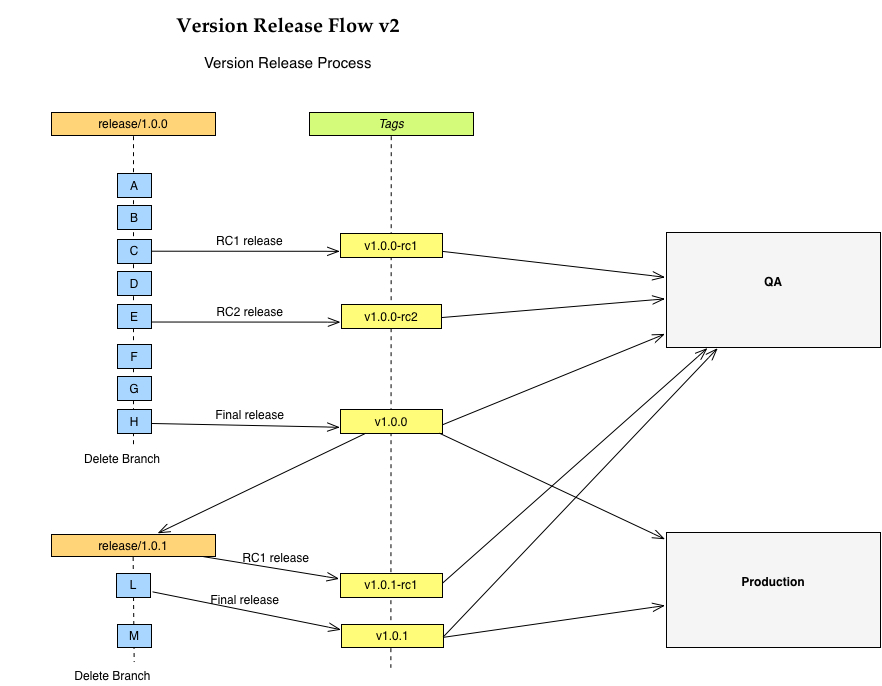 Version Release Flow v2
Version Release Process
release/1.0.0
Tags
A
B
C
RC1 release
v1.0.0-rc1
D
QA
E
RC2 release
v1.0.0-rc2
F
G
H
Final release
v1.0.0
Delete Branch
release/1.0.1
RC1 release
v1.0.1-rc1
L
Final release
Production
M
v1.0.1
Delete Branch